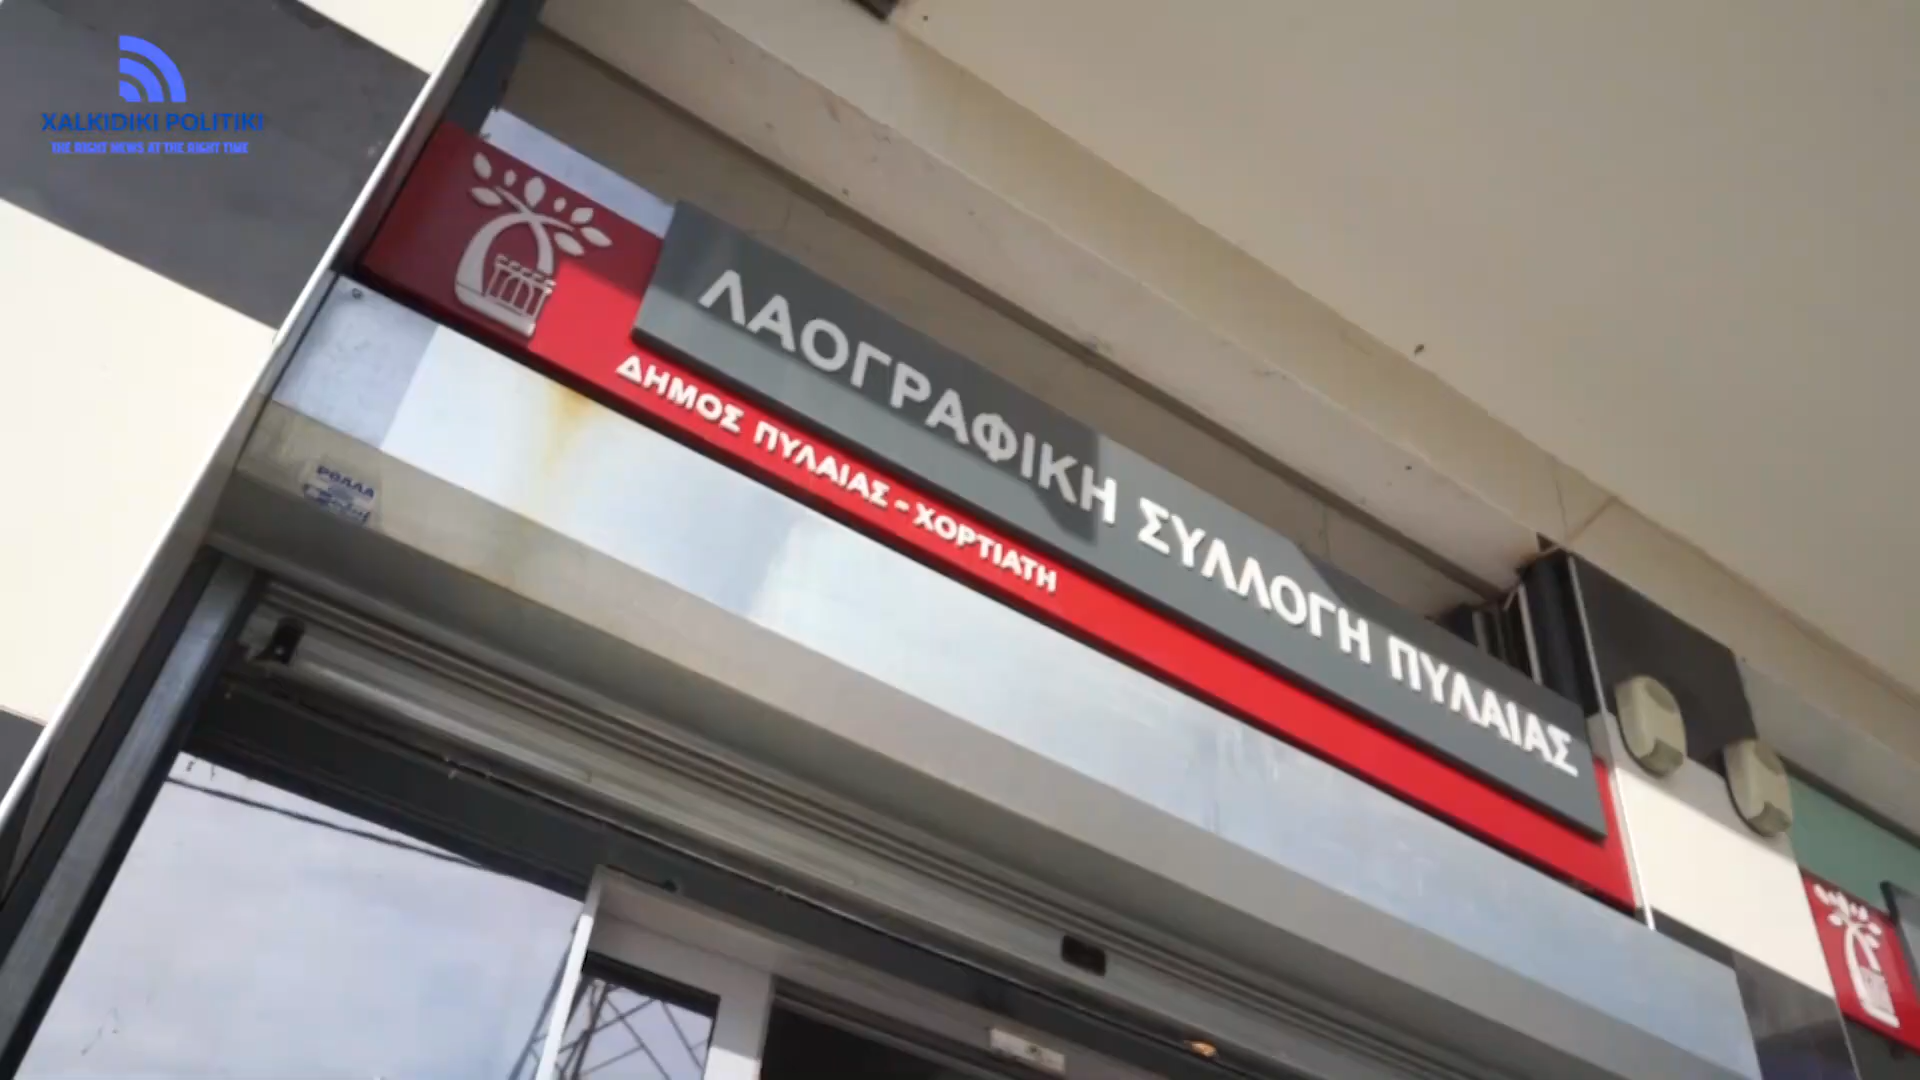 XALKIDIKI POLITIKI
THE RIGHT NEWS AT THE RIGHT TIME
ΛΑΟΓΡΑΦΙΚΗ ΣΥΛΛΟΓΗ ΠΥΛΑΙΑΣ
ΔΗΜΟΣ ΠΥΛΑΙΑΣ - ΧΟΡΤΙΑΤΗ
ΡΟΛΛΑ